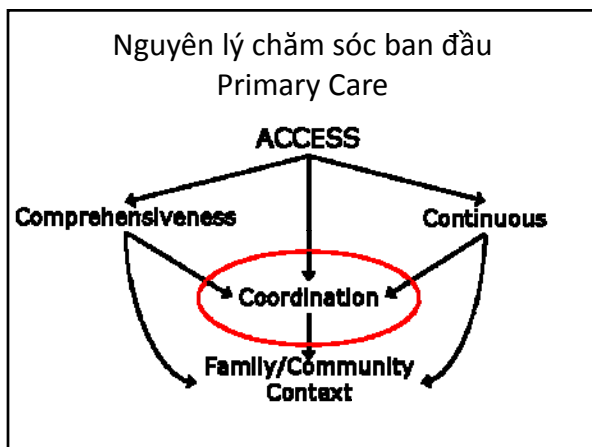 Nguyên lý chăm sóc ban đầu
Primary Care
ACCESS
Comprehensiveness
Continuous
Coordination
Family/Community
Context